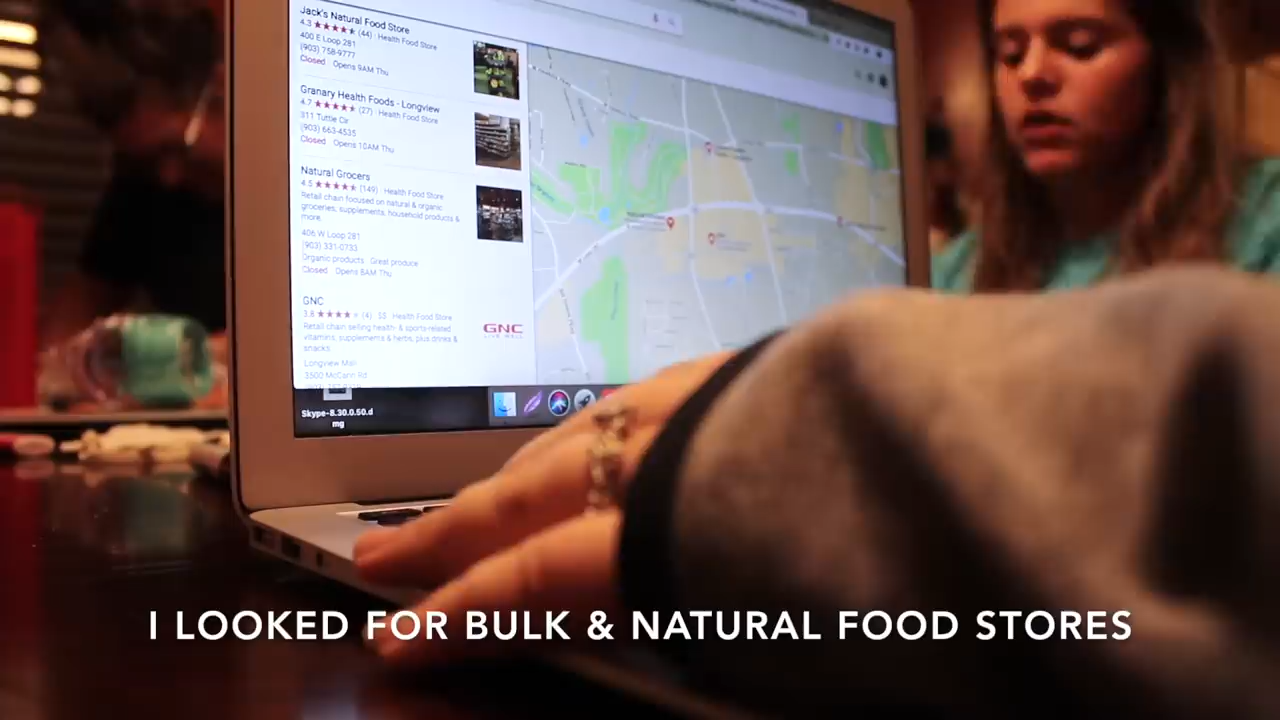 Jack's Natural Food Store
4.3 ★★★★★ (44) · Health Food Store
400 E Loop 281
(903) 758-9777
Closed · Opens 9AM Thu
Granary Health Foods - Longview
4.7 ★★★★★ (27) · Health Food Store
311 Tuttle Cir
(903) 663-4535
Closed · Opens 10AM Thu
Natural Grocers
4.5 ★★★★★ (149) · Health Food Store
Retail chain focused on natural & organic
groceries, supplements, household products &
more.
406 W Loop 281
(903) 331-0733
Organic products · Great produce
Closed · Opens 8AM Thu
GNC
3.8 ★★★★★ (4) · $$ · Health Food Store
Retail chain selling health- & sports-related
vitamins, supplements & herbs, plus drinks &
snacks.
Longview Mall
3500 McCann Rd
GNC
LIVE WELL
Skype-8.30.0.50.d
mg
I LOOKED FOR BULK & NATURAL FOOD STORES